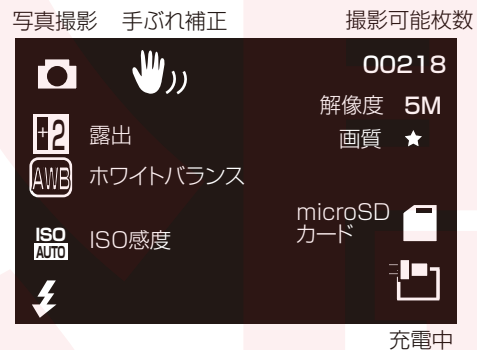 写真撮影 手ぶれ補正 撮影可能枚数
00218
解像度 5M
+2 露出 画質 ★
AWB ホワイトバランス
microSD
カード
ISO
AUTO ISO感度
充電中